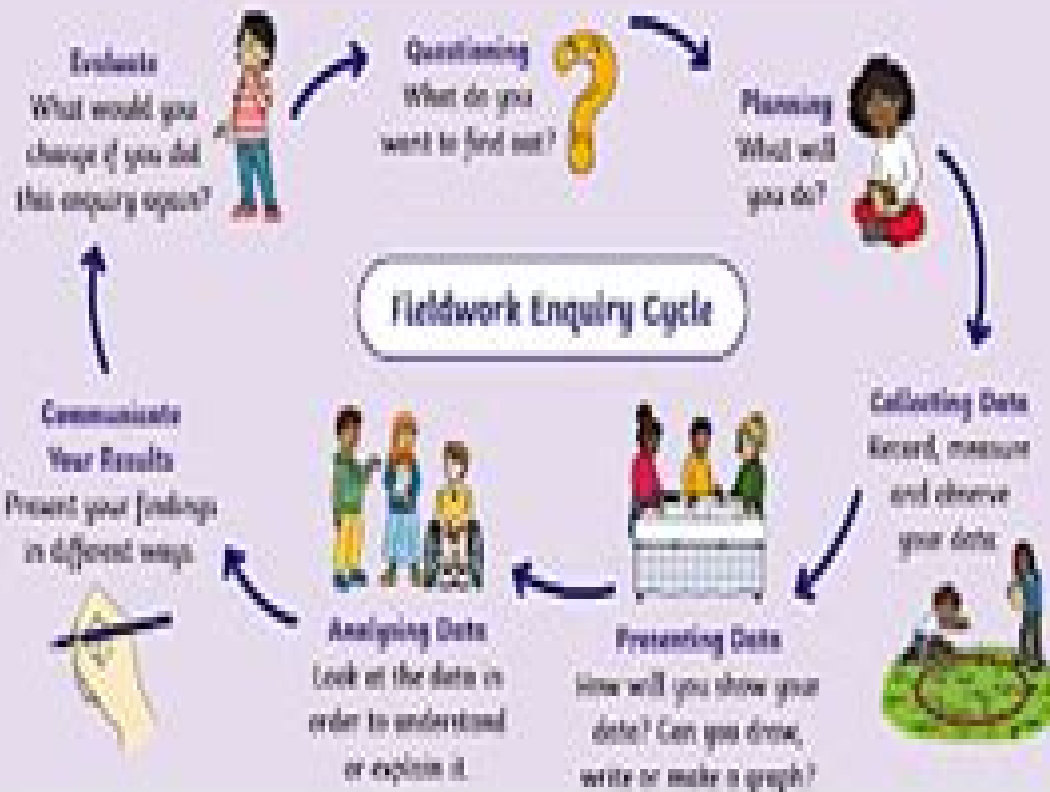 Fieldwork Enquiry Cycle
Questioning
What do you
want to find out?
Planning
What will
you do?
Collecting Data
Record, measure
and observe
your data
Presenting Data
How will you show your
data? Can you draw,
write or make a graph?
Analysing Data
Look at the data in
order to understand
or explain it
Communicate
Your Results
Present your findings
in different ways
Evaluate
What would you
change if you did
this enquiry again?